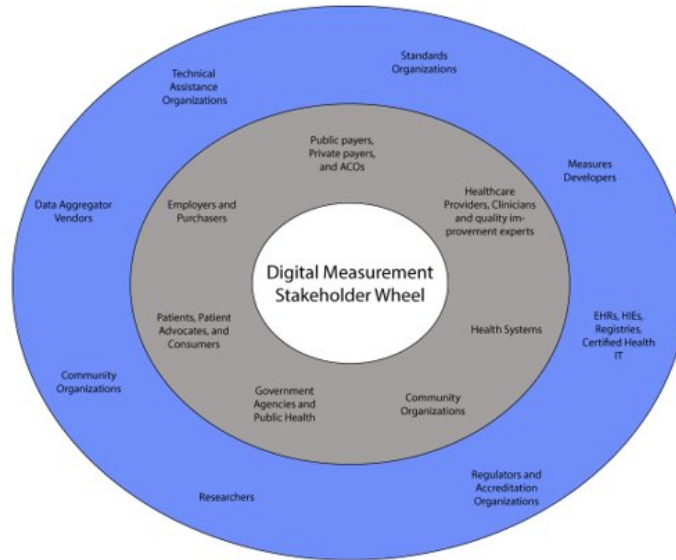 Standards
Organizations
Technical
Assistance
Organizations
Public payers,
Private payers,
and ACOs
Measures
Developers
Healthcare
Providers, Clinicians
and quality im-
provement experts
Employers and
Purchasers
Data Aggregator
Vendors
Digital Measurement
Stakeholder Wheel
Patients, Patient
Advocates, and
Consumers
Health Systems
EHRs, HIEs,
Registries,
Certified Health
IT
Community
Organizations
Government
Agencies and
Public Health
Community
Organizations
Researchers
Regulators and
Accreditation
Organizations